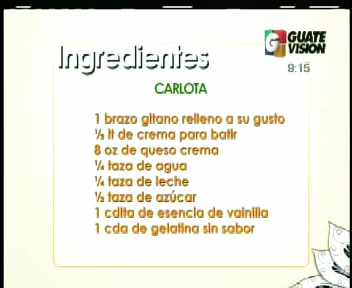 Ingredientes
GUATE
VISION
9:15
CARLOTA
1 brazo gitano relleno a su gusto
½ lt de crema para batir
8 oz de queso crema
¼ taza de agua
¼ taza de leche
½ taza de azúcar
1 cdita de esencia de vainilla
1 cda de gelatina sin sabor